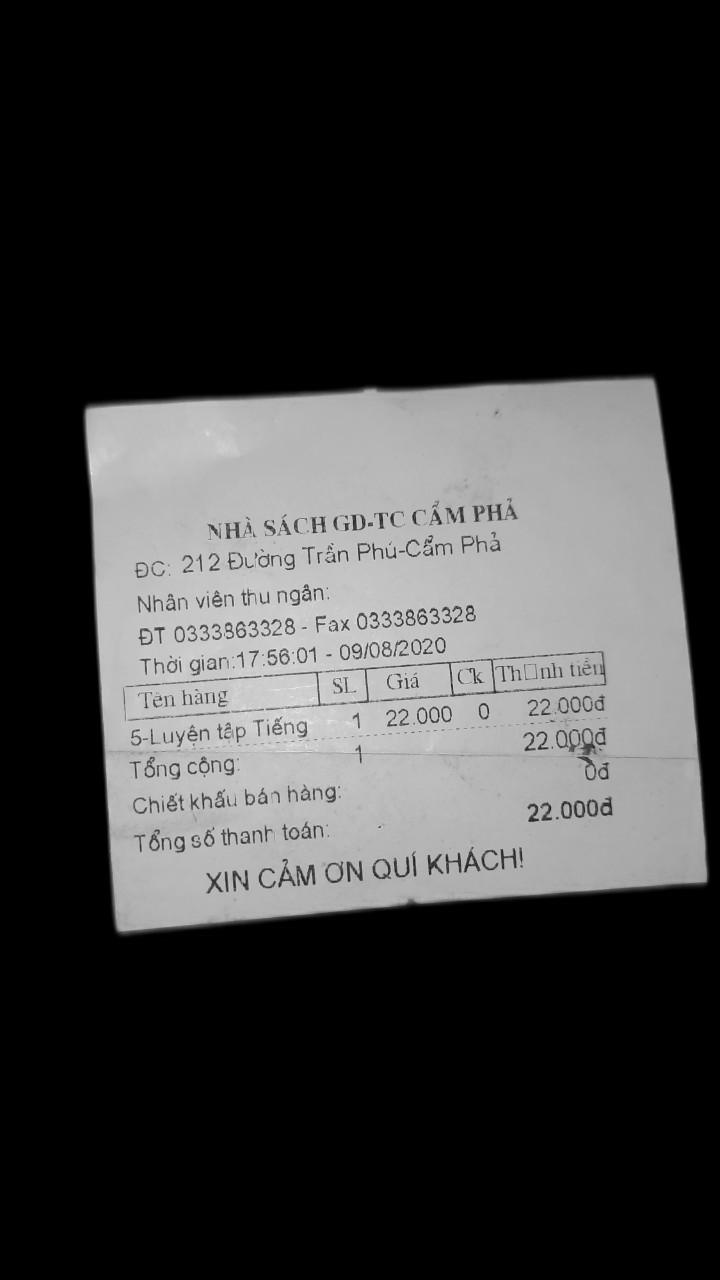 NHÀ SÁCH GD-TC CẨM PHẢ
ĐC: 212 Đường Trần Phú-Cẩm Phả
Nhân viên thu ngân:
ĐT 0333863328 - Fax 0333863328
Thời gian:17:56:01 - 09/08/2020
Tên hàng SL Giá Ck Th□nh tiền
5-Luyện tập Tiếng 1 22.000 0 22.000đ
Tổng cộng: 1 22.000đ
Chiết khấu bán hàng: 0đ
Tổng số thanh toán: 22.000đ
XIN CẢM ƠN QUÍ KHÁCH!